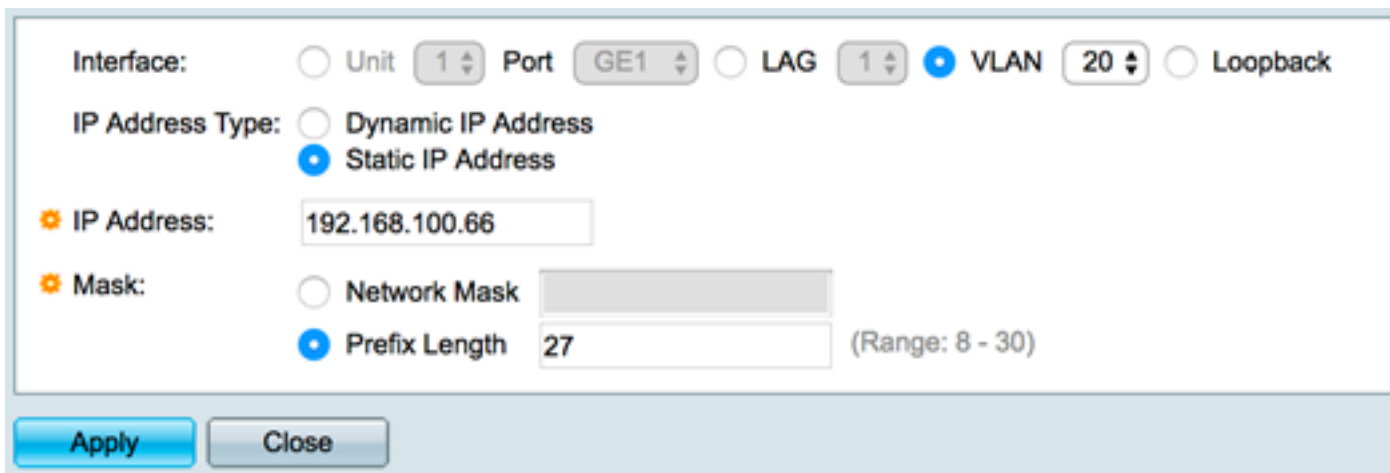 Interface: Unit 1 Port GE1 LAG 1 VLAN 20 Loopback
IP Address Type: Dynamic IP Address
Static IP Address
IP Address: 192.168.100.66
Mask: Network Mask
Prefix Length 27 (Range: 8 - 30)
Apply Close